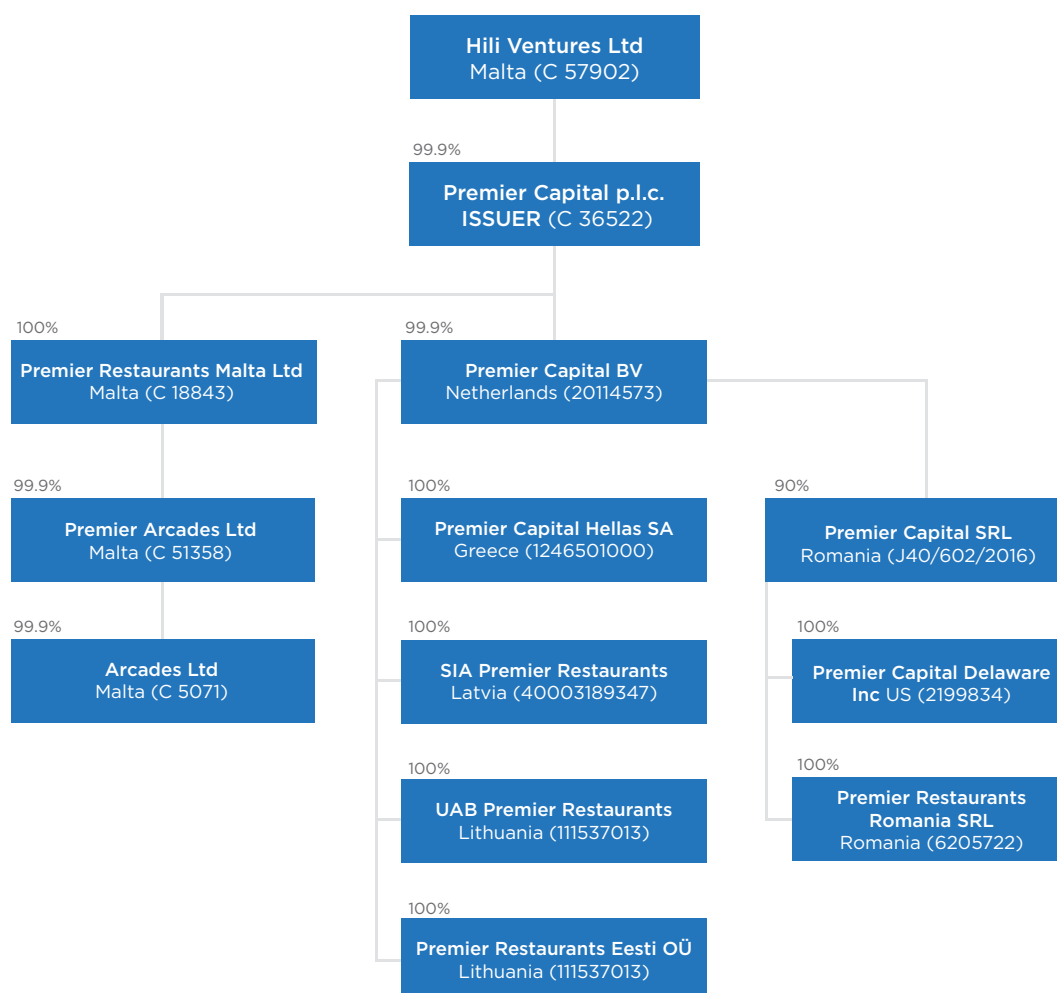 Hili Ventures Ltd
Malta (C 57902)
99.9%
Premier Capital p.l.c.
ISSUER (C 36522)
100%
Premier Restaurants Malta Ltd
Malta (C 18843)
99.9%
Premier Capital BV
Netherlands (20114573)
99.9%
Premier Arcades Ltd
Malta (C 51358)
100%
Premier Capital Hellas SA
Greece (1246501000)
90%
Premier Capital SRL
Romania (J40/602/2016)
99.9%
Arcades Ltd
Malta (C 5071)
100%
SIA Premier Restaurants
Latvia (40003189347)
100%
Premier Capital Delaware
Inc US (2199834)
100%
UAB Premier Restaurants
Lithuania (111537013)
100%
Premier Restaurants
Romania SRL
Romania (6205722)
100%
Premier Restaurants Eesti OÜ
Lithuania (111537013)